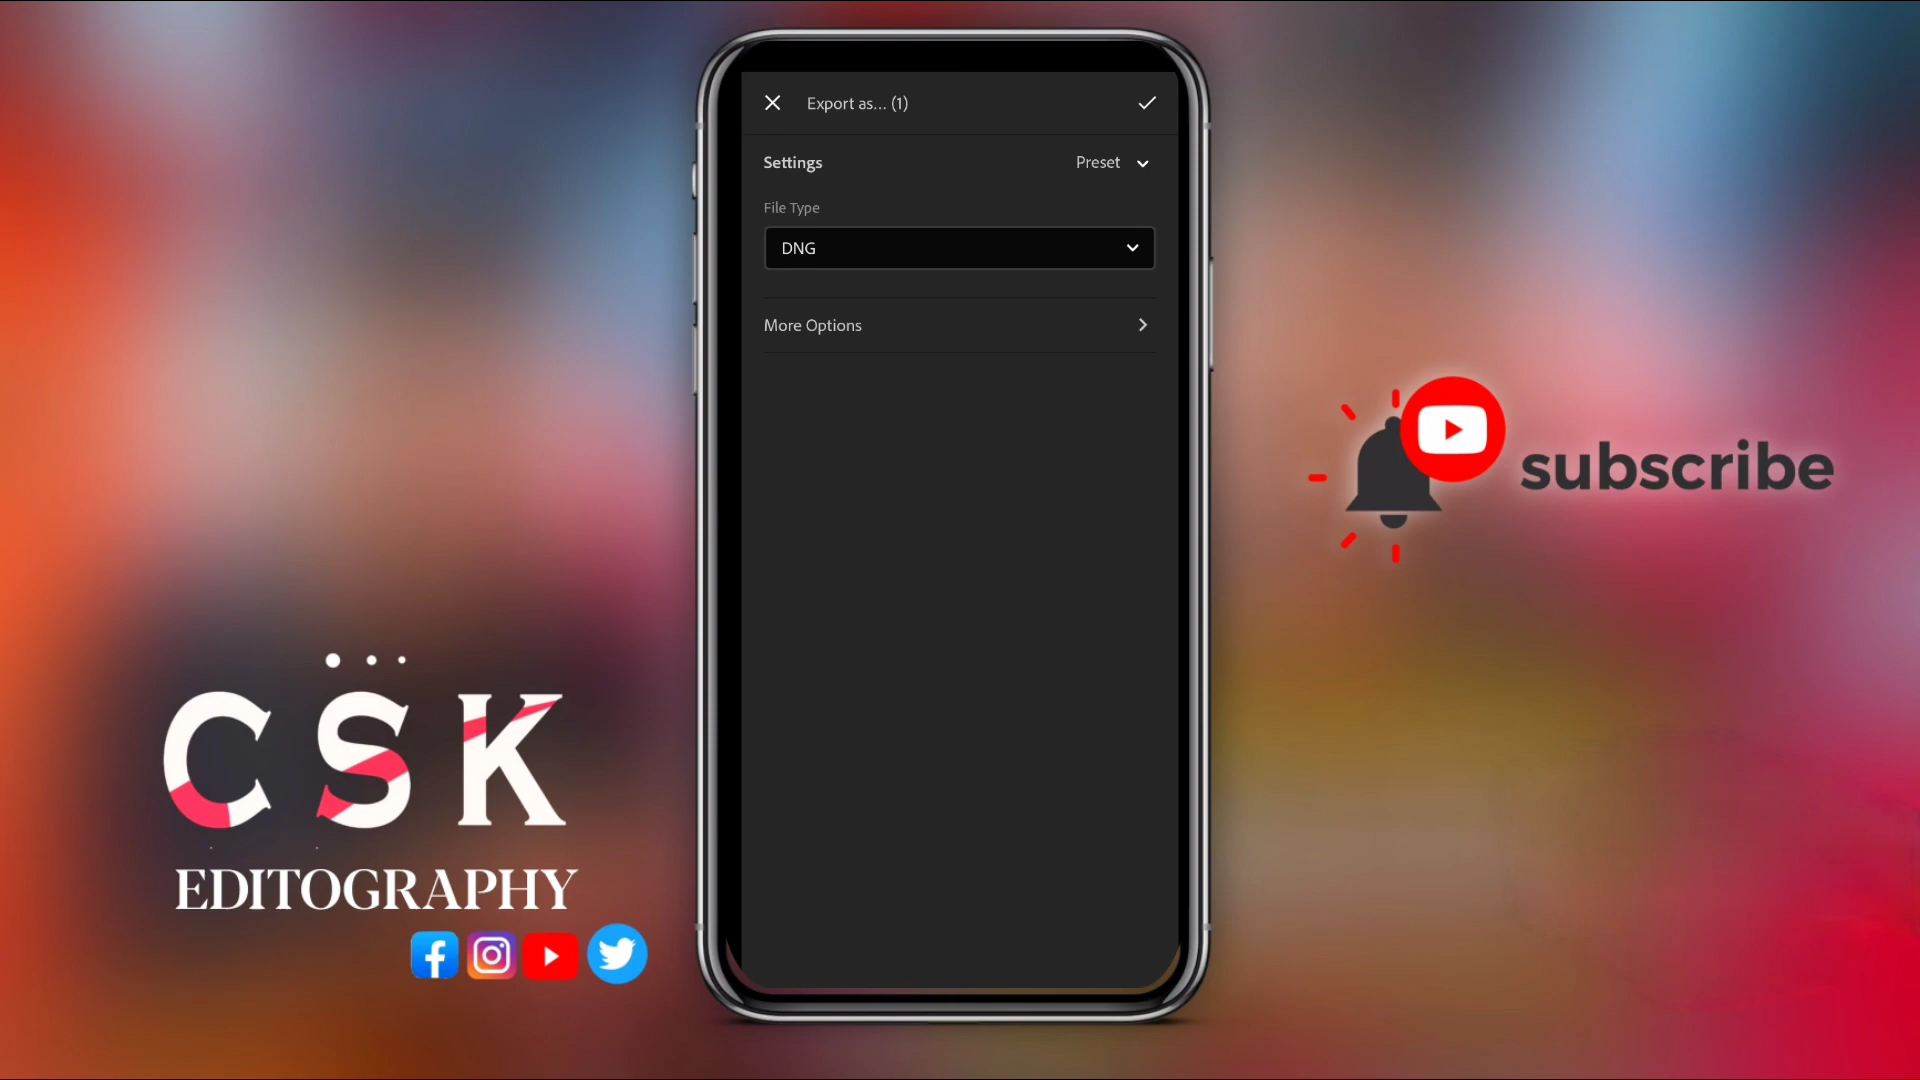 Export as... (1)
Settings
Preset
File Type
DNG
More Options
subscribe
CSK
EDITOGRAPHY